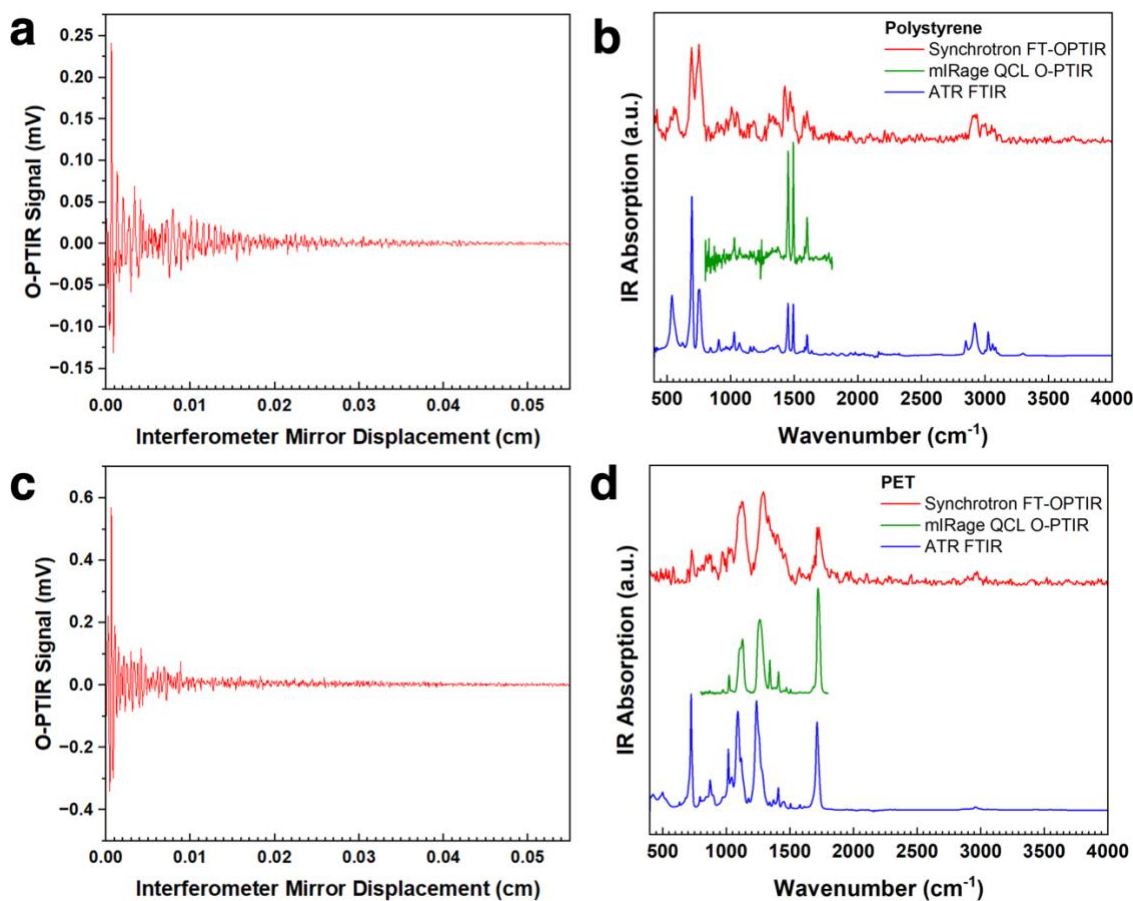 a
0.25
0.20
0.15
0.10
0.05
0.00
−0.05
−0.10
−0.15
O-PTIR Signal (mV)
0.00 0.01 0.02 0.03 0.04 0.05
Interferometer Mirror Displacement (cm)
b
Polystyrene
Synchrotron FT-OPTIR
mIRage QCL O-PTIR
ATR FTIR
IR Absorption (a.u.)
500 1000 1500 2000 2500 3000 3500 4000
Wavenumber (cm⁻¹)
c
0.6
0.4
0.2
0.0
−0.2
−0.4
O-PTIR Signal (mV)
0.00 0.01 0.02 0.03 0.04 0.05
Interferometer Mirror Displacement (cm)
d
PET
Synchrotron FT-OPTIR
mIRage QCL O-PTIR
ATR FTIR
IR Absorption (a.u.)
500 1000 1500 2000 2500 3000 3500 4000
Wavenumber (cm⁻¹)